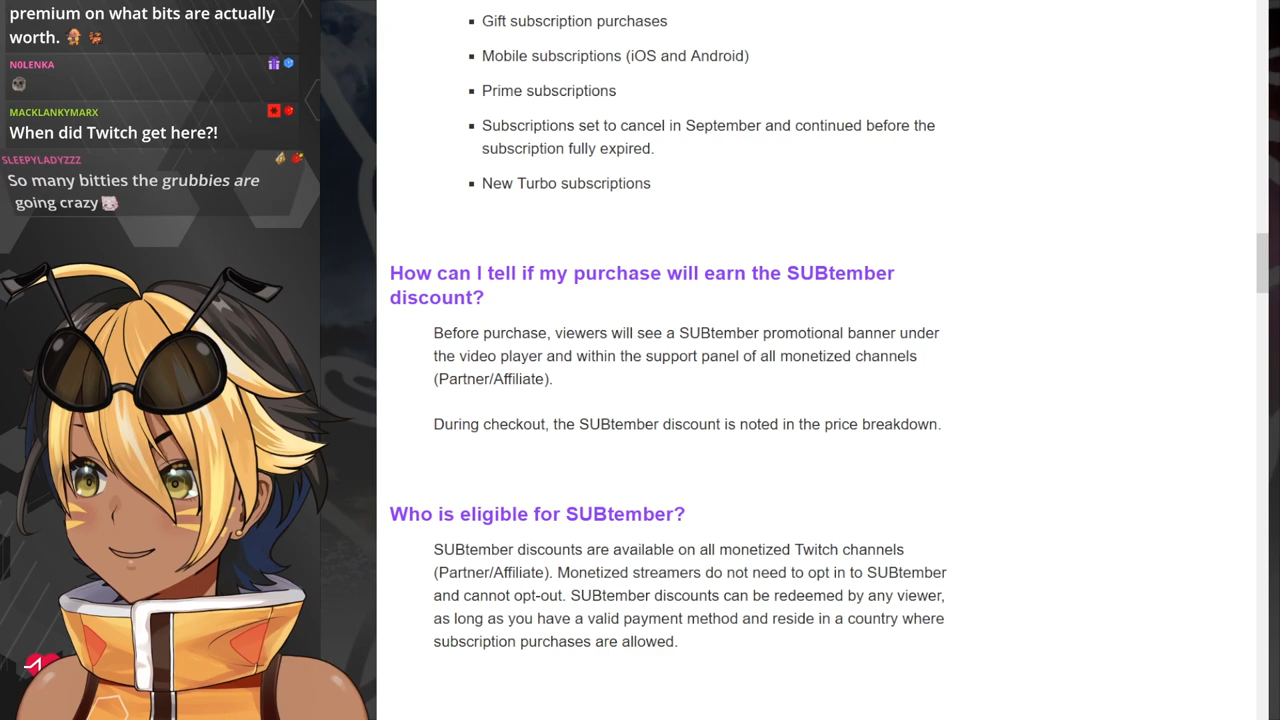 premium on what bits are actually
worth.
N0LENKA
MACKLANKYMARX
When did Twitch get here?!
SLEEPYLADYZZZ
So many bitties the grubbies are
going crazy
Gift subscription purchases
Mobile subscriptions (iOS and Android)
Prime subscriptions
Subscriptions set to cancel in September and continued before the
subscription fully expired.
New Turbo subscriptions
How can I tell if my purchase will earn the SUBtember
discount?
Before purchase, viewers will see a SUBtember promotional banner under
the video player and within the support panel of all monetized channels
(Partner/Affiliate).
During checkout, the SUBtember discount is noted in the price breakdown.
Who is eligible for SUBtember?
SUBtember discounts are available on all monetized Twitch channels
(Partner/Affiliate). Monetized streamers do not need to opt in to SUBtember
and cannot opt-out. SUBtember discounts can be redeemed by any viewer,
as long as you have a valid payment method and reside in a country where
subscription purchases are allowed.